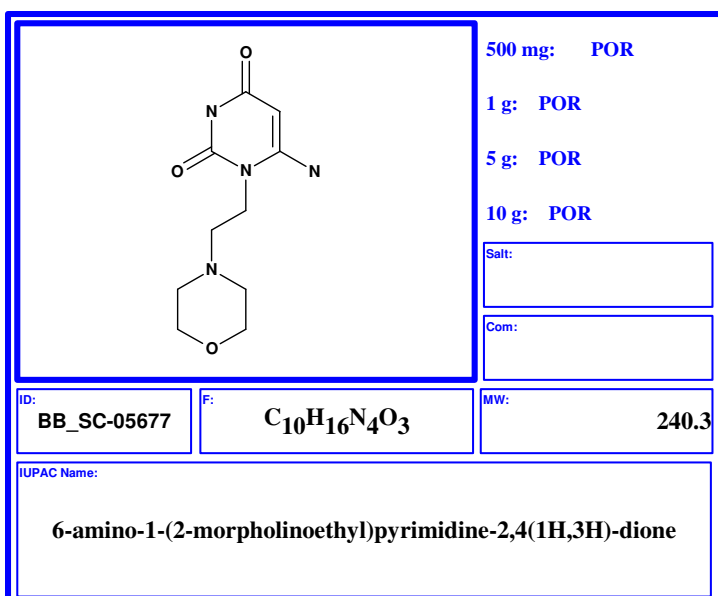 O
N
O
N
N
N
O
500 mg: POR
1 g: POR
5 g: POR
10 g: POR
Salt:
Com:
ID:
BB_SC-05677
F:
C10H16N4O3
MW:
240.3
IUPAC Name:
6-amino-1-(2-morpholinoethyl)pyrimidine-2,4(1H,3H)-dione